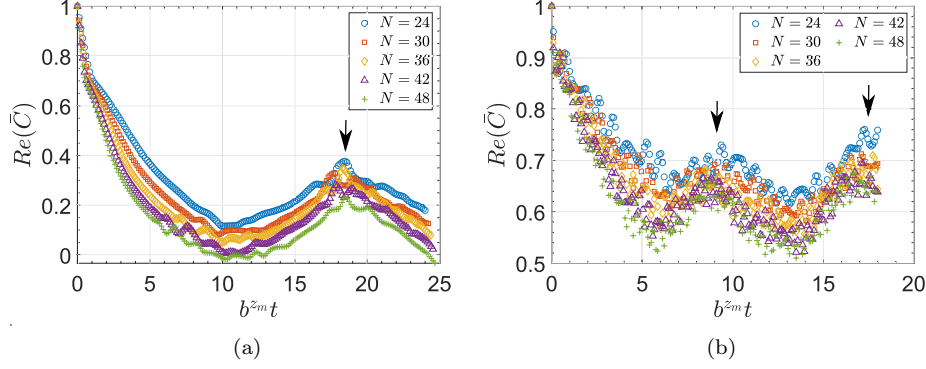 1
0.8
0.6
0.4
0.2
0
Re(C̄)
0 5 10 15 20 25
b^{z_m}t
N = 24
N = 30
N = 36
N = 42
N = 48
(a)
1
0.9
0.8
0.7
0.6
0.5
Re(C̄)
0 5 10 15 20
b^{z_m}t
N = 24 N = 42
N = 30 N = 48
N = 36
(b)